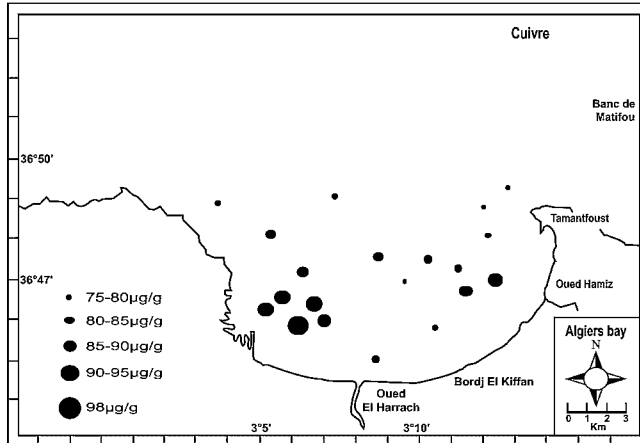 Cuivre
Banc de
Matifou
36°50'
Tamantfoust
36°47'
Oued Hamiz
75-80µg/g
80-85µg/g
85-90µg/g
90-95µg/g
98µg/g
Algiers bay
N
0 1 2 3
Km
Bordj El Kiffan
Oued
El Harrach
3°5'
3°10'